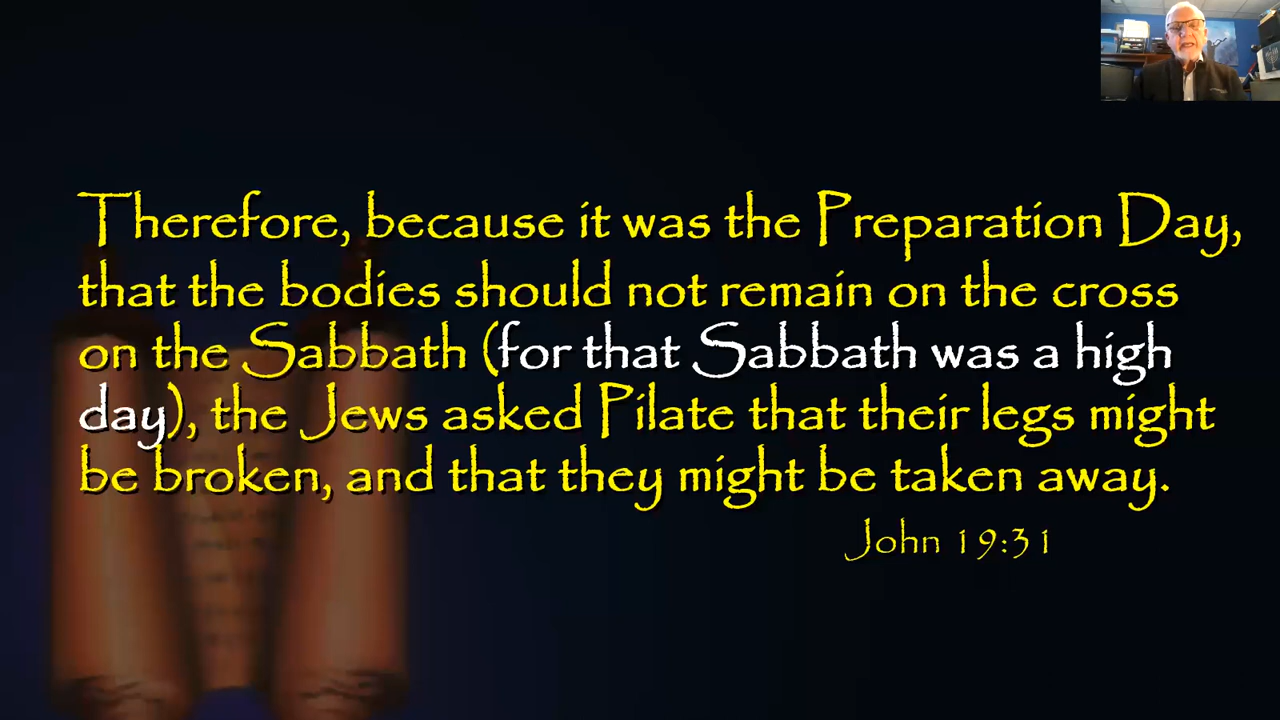 Therefore, because it was the Preparation Day,
that the bodies should not remain on the cross
on the Sabbath (for that Sabbath was a high
day), the Jews asked Pilate that their legs might
be broken, and that they might be taken away.
John 19:31